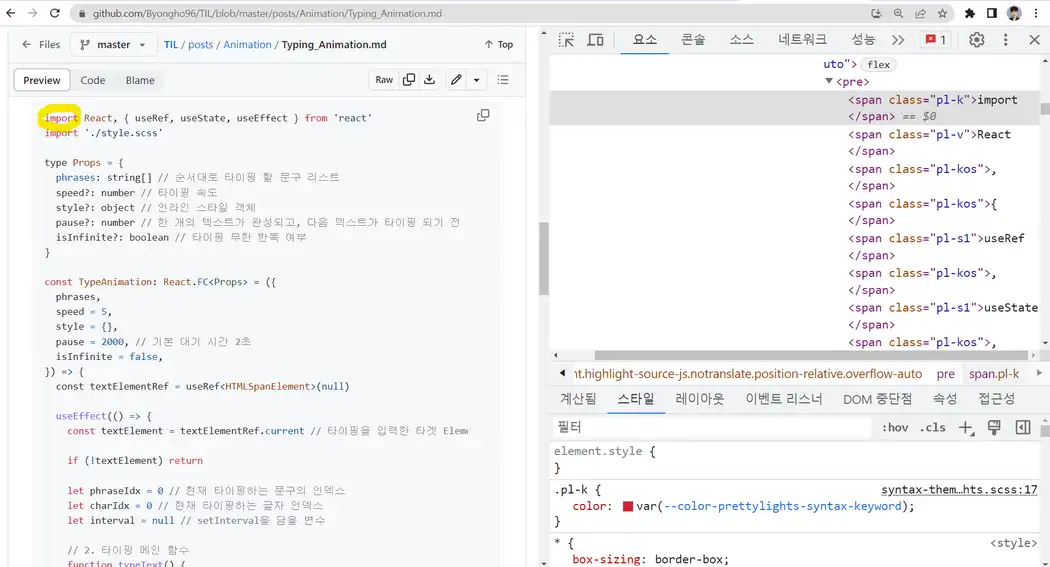 github.com/Byongho96/TIL/blob/master/posts/Animation/Typing_Animation.md
Files
master
TIL / posts / Animation / Typing_Animation.md
Top
Preview
Code
Blame
Raw
import React, { useRef, useState, useEffect } from 'react'
import './style.scss'
type Props = {
phrases: string[] // 순서대로 타이핑 할 문구 리스트
speed?: number // 타이핑 속도
style?: object // 인라인 스타일 객체
pause?: number // 한 개의 텍스트가 완성되고, 다음 텍스트가 타이핑 되기 전
isInfinite?: boolean // 타이핑 무한 반복 여부
}
const TypeAnimation: React.FC<Props> = ({
phrases,
speed = 5,
style = {},
pause = 2000, // 기본 대기 시간 2초
isInfinite = false,
}) => {
const textElementRef = useRef<HTMLSpanElement>(null)
useEffect(() => {
const textElement = textElementRef.current // 타이핑을 입력한 타겟 Eleme
if (!textElement) return
let phraseIdx = 0 // 현재 타이핑하는 문구의 인덱스
let charIdx = 0 // 현재 타이핑하는 글자 인덱스
let interval = null // setInterval을 담을 변수
// 2. 타이핑 메인 함수
function typeText() {
요소
콘솔
소스
네트워크
성능
1
uto"> flex
<pre>
<span class="pl-k">import
</span> == $0
<span class="pl-v">React
</span>
<span class="pl-kos">,
</span>
<span class="pl-kos">{
</span>
<span class="pl-s1">useRef
</span>
<span class="pl-kos">,
</span>
<span class="pl-s1">useState
</span>
<span class="pl-kos">,
nt.highlight-source-js.notranslate.position-relative.overflow-auto
pre
span.pl-k
계산됨
스타일
레이아웃
이벤트 리스너
DOM 중단점
속성
접근성
필터
:hov
.cls
element.style {
}
.pl-k {
syntax-them…hts.scss:17
color: var(--color-prettylights-syntax-keyword);
}
* {
<style>
box-sizing: border-box;